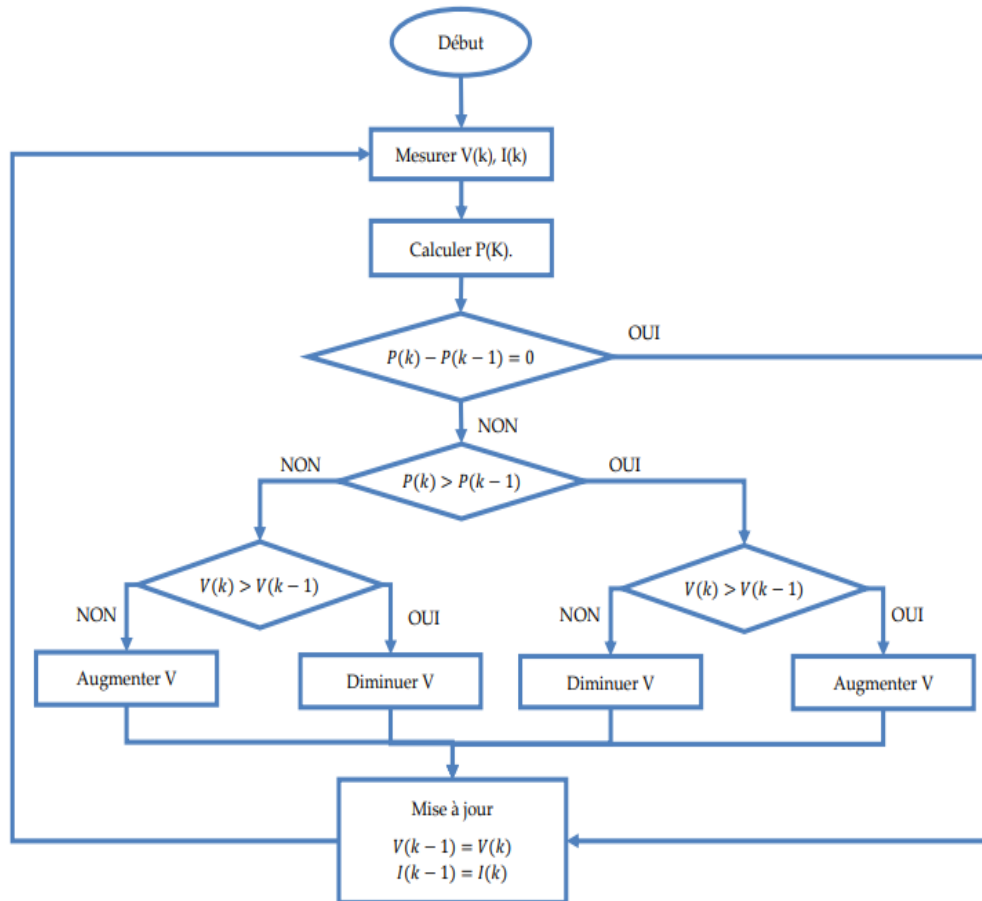 Début
Mesurer V(k), I(k)
Calculer P(K).
OUI
P(k) − P(k − 1) = 0
NON
NON
OUI
P(k) > P(k − 1)
V(k) > V(k − 1)
V(k) > V(k − 1)
NON
OUI
NON
OUI
Augmenter V
Diminuer V
Diminuer V
Augmenter V
Mise à jour
V(k − 1) = V(k)
I(k − 1) = I(k)